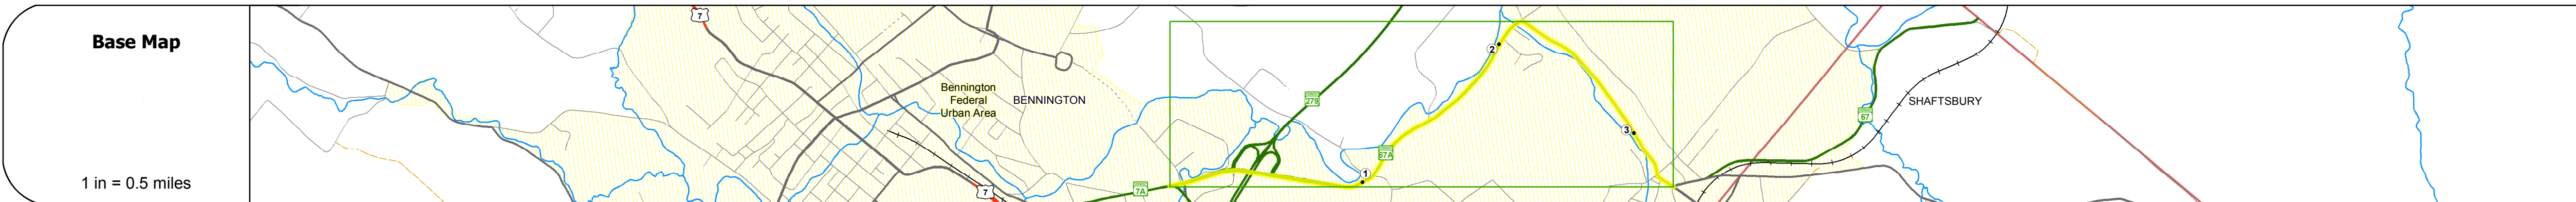 Base Map
1 in = 0.5 miles
7
Bennington
Federal
Urban Area
BENNINGTON
7
7A
279
1
67A
2
3
67
SHAFTSBURY